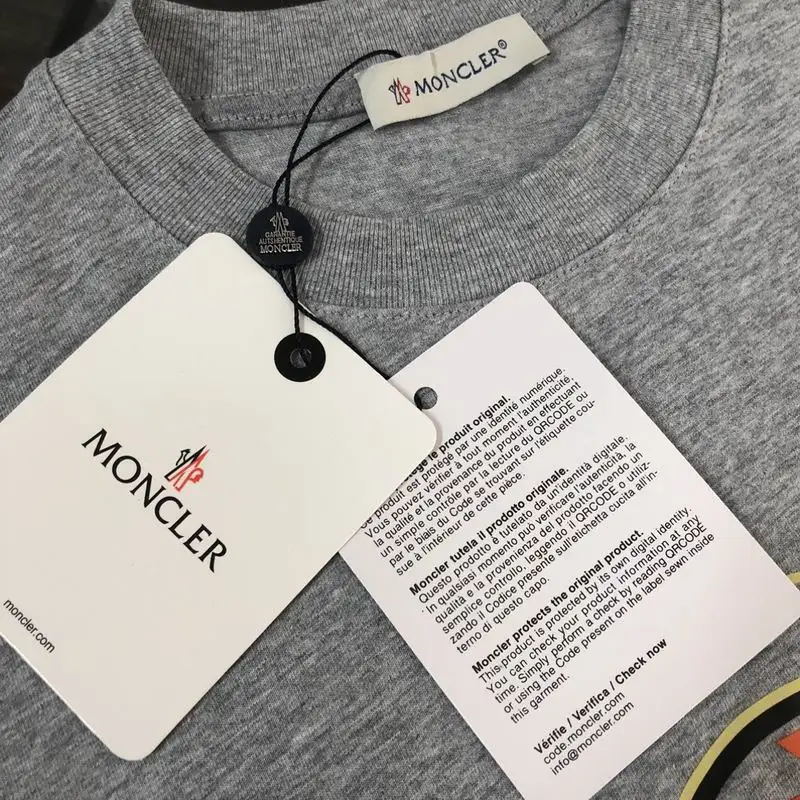 MONCLER®
GARANTIE
AUTSHENTIQUE
MONCLER
MONCLER
moncler.com
le produit original.
produit est protégé par une identité numérique.
Vous pouvez vérifier à tout moment l'authenticité,
la qualité et la provenance du produit en effectuant
un simple contrôle par la lecture du QRCODE ou
par le biais du Code se trouvant sur l'étiquette cou-
sue à l'intérieur de cette pièce.
Moncler tutela il prodotto originale.
Questo prodotto è tutelato da un'identità digitale.
in qualsiasi momento può verificare l'autenticità, la
qualità e la provenienza del prodotto facendo un
semplice controllo, leggendo il QRCODE o utiliz-
zando il Codice presente sull'etichetta cucita all'in-
terno di questo capo.
Moncler protects the original product.
This product is protected by its own digital identity.
You can check your product information at any
time. Simply perform a check by reading QRCODE
or using the Code present on the label sewn inside
this garment.
Vérifie / Verifica / Check now
code.moncler.com
info@moncler.com